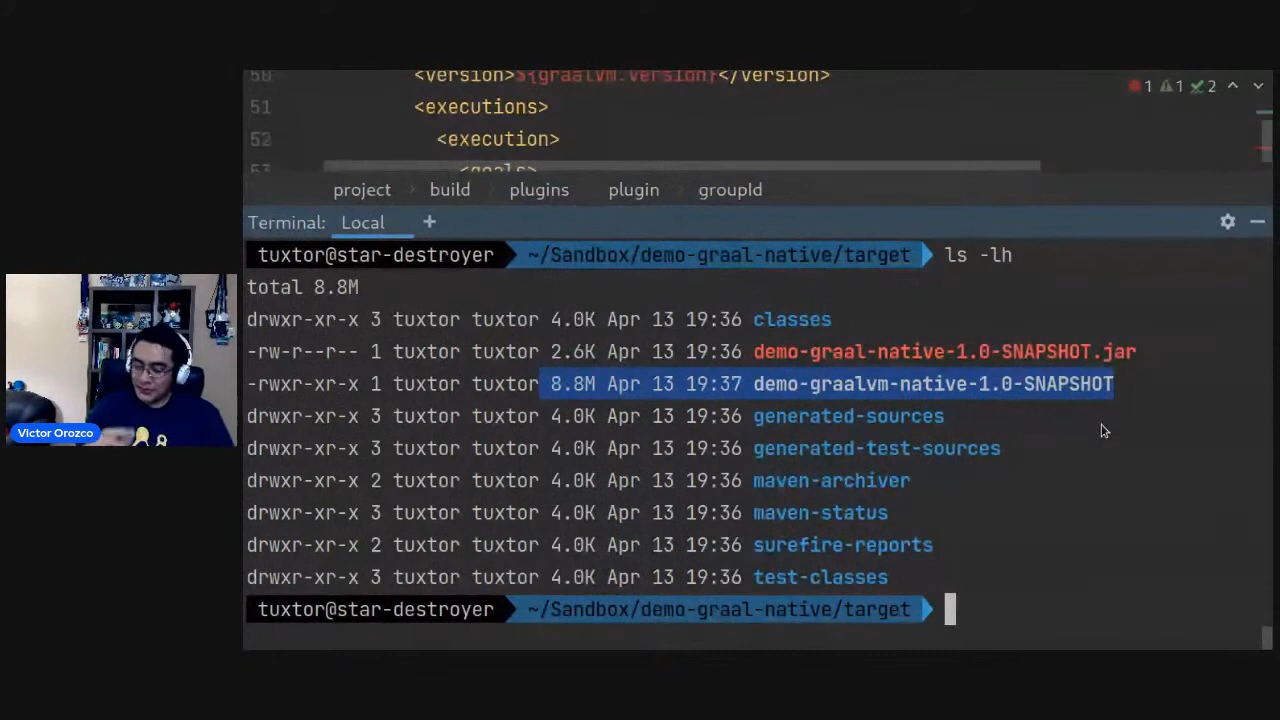 50 <version>${graalvm.version}</version>
51 <executions>
52 <execution>
53 <goals>
1 1 2
project > build > plugins > plugin > groupId
Terminal: Local +
tuxtor@star-destroyer ~/Sandbox/demo-graal-native/target ls -lh
total 8.8M
drwxr-xr-x 3 tuxtor tuxtor 4.0K Apr 13 19:36 classes
-rw-r--r-- 1 tuxtor tuxtor 2.6K Apr 13 19:36 demo-graal-native-1.0-SNAPSHOT.jar
-rwxr-xr-x 1 tuxtor tuxtor 8.8M Apr 13 19:37 demo-graalvm-native-1.0-SNAPSHOT
drwxr-xr-x 3 tuxtor tuxtor 4.0K Apr 13 19:36 generated-sources
drwxr-xr-x 3 tuxtor tuxtor 4.0K Apr 13 19:36 generated-test-sources
drwxr-xr-x 2 tuxtor tuxtor 4.0K Apr 13 19:36 maven-archiver
drwxr-xr-x 3 tuxtor tuxtor 4.0K Apr 13 19:36 maven-status
drwxr-xr-x 2 tuxtor tuxtor 4.0K Apr 13 19:36 surefire-reports
drwxr-xr-x 3 tuxtor tuxtor 4.0K Apr 13 19:36 test-classes
tuxtor@star-destroyer ~/Sandbox/demo-graal-native/target
Victor Orozco